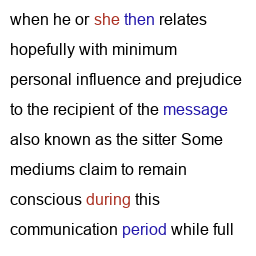 when he or she then relates
hopefully with minimum
personal influence and prejudice
to the recipient of the message
also known as the sitter Some
mediums claim to remain
conscious during this
communication period while full